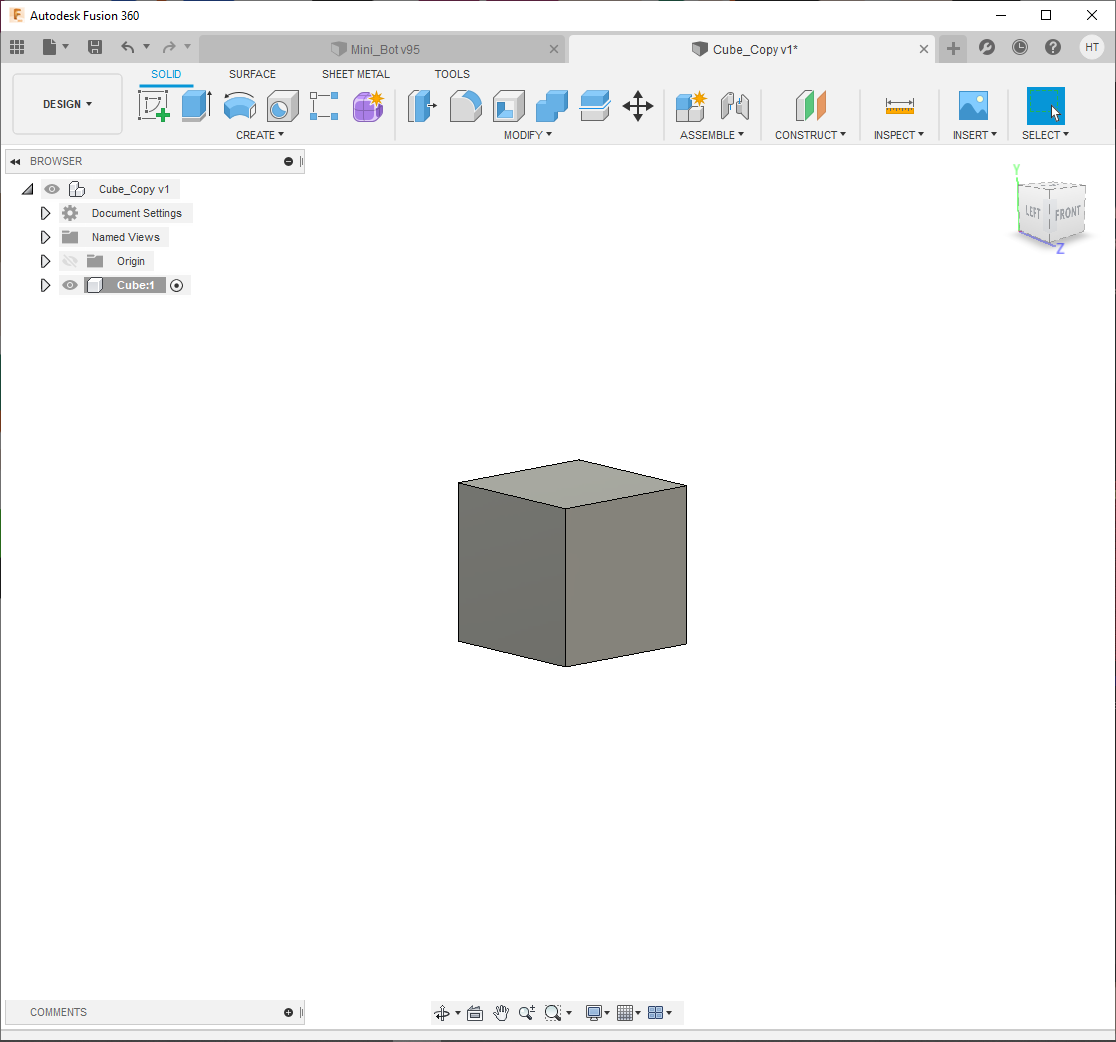 Autodesk Fusion 360
Mini_Bot v95
Cube_Copy v1*
HT
SOLID SURFACE SHEET METAL TOOLS
DESIGN
CREATE MODIFY ASSEMBLE CONSTRUCT INSPECT INSERT SELECT
BROWSER
Cube_Copy v1
Document Settings
Named Views
Origin
Cube:1
Y
LEFT FRONT
Z
COMMENTS